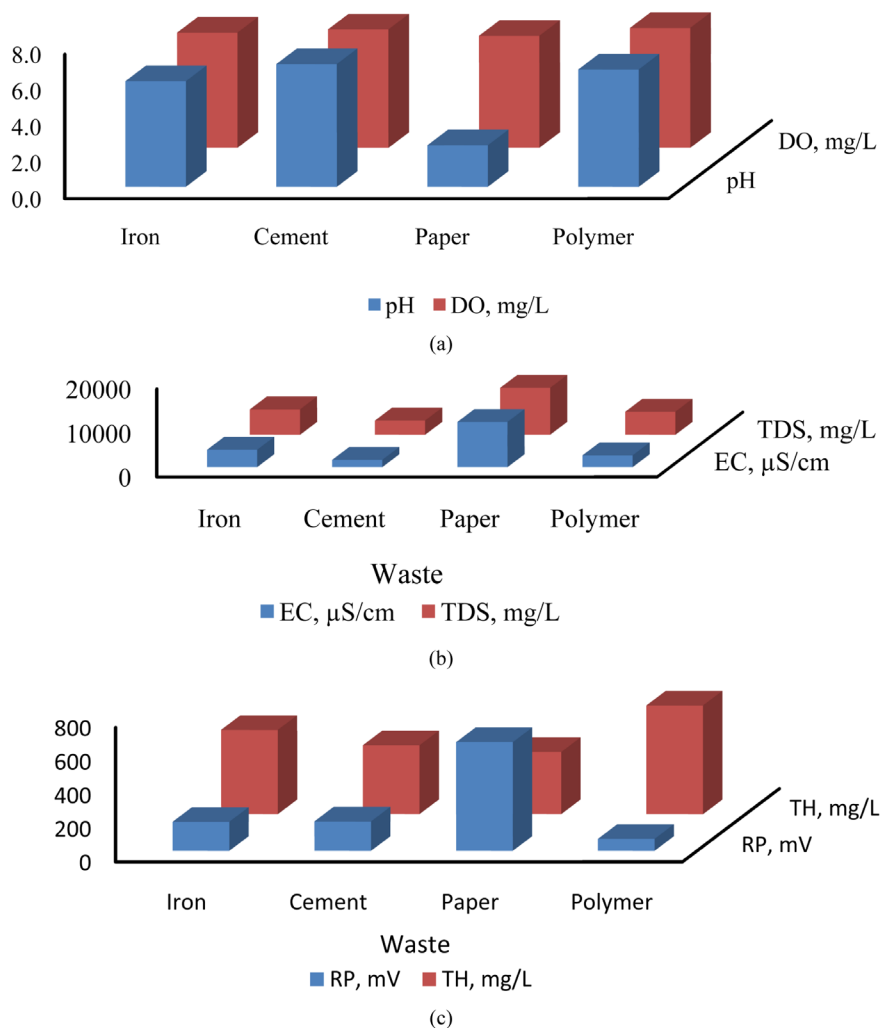 8.0
6.0
4.0
2.0
0.0
DO, mg/L
pH
Iron Cement Paper Polymer
pH DO, mg/L
(a)
20000
10000
0
TDS, mg/L
EC, µS/cm
Iron Cement Paper Polymer
Waste
EC, µS/cm TDS, mg/L
(b)
800
600
400
200
0
TH, mg/L
RP, mV
Iron Cement Paper Polymer
Waste
RP, mV TH, mg/L
(c)